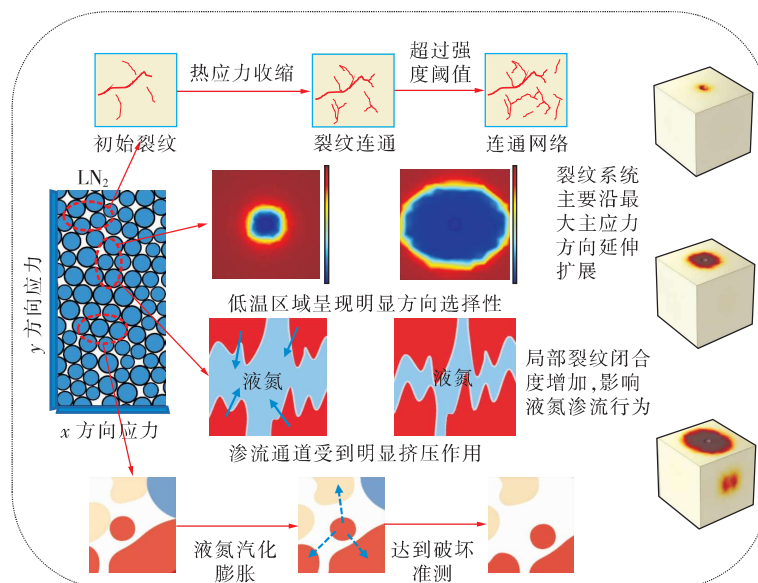 热应力收缩
超过强
度阈值
初始裂纹
裂纹连通
连通网络
LN₂
y 方向应力
x 方向应力
裂纹系统
主要沿最
大主应力
方向延伸
扩展
低温区域呈现明显方向选择性
液氮
液氮
局部裂纹闭合
度增加,影响
液氮渗流行为
渗流通道受到明显挤压作用
液氮汽化
膨胀
达到破坏
准测